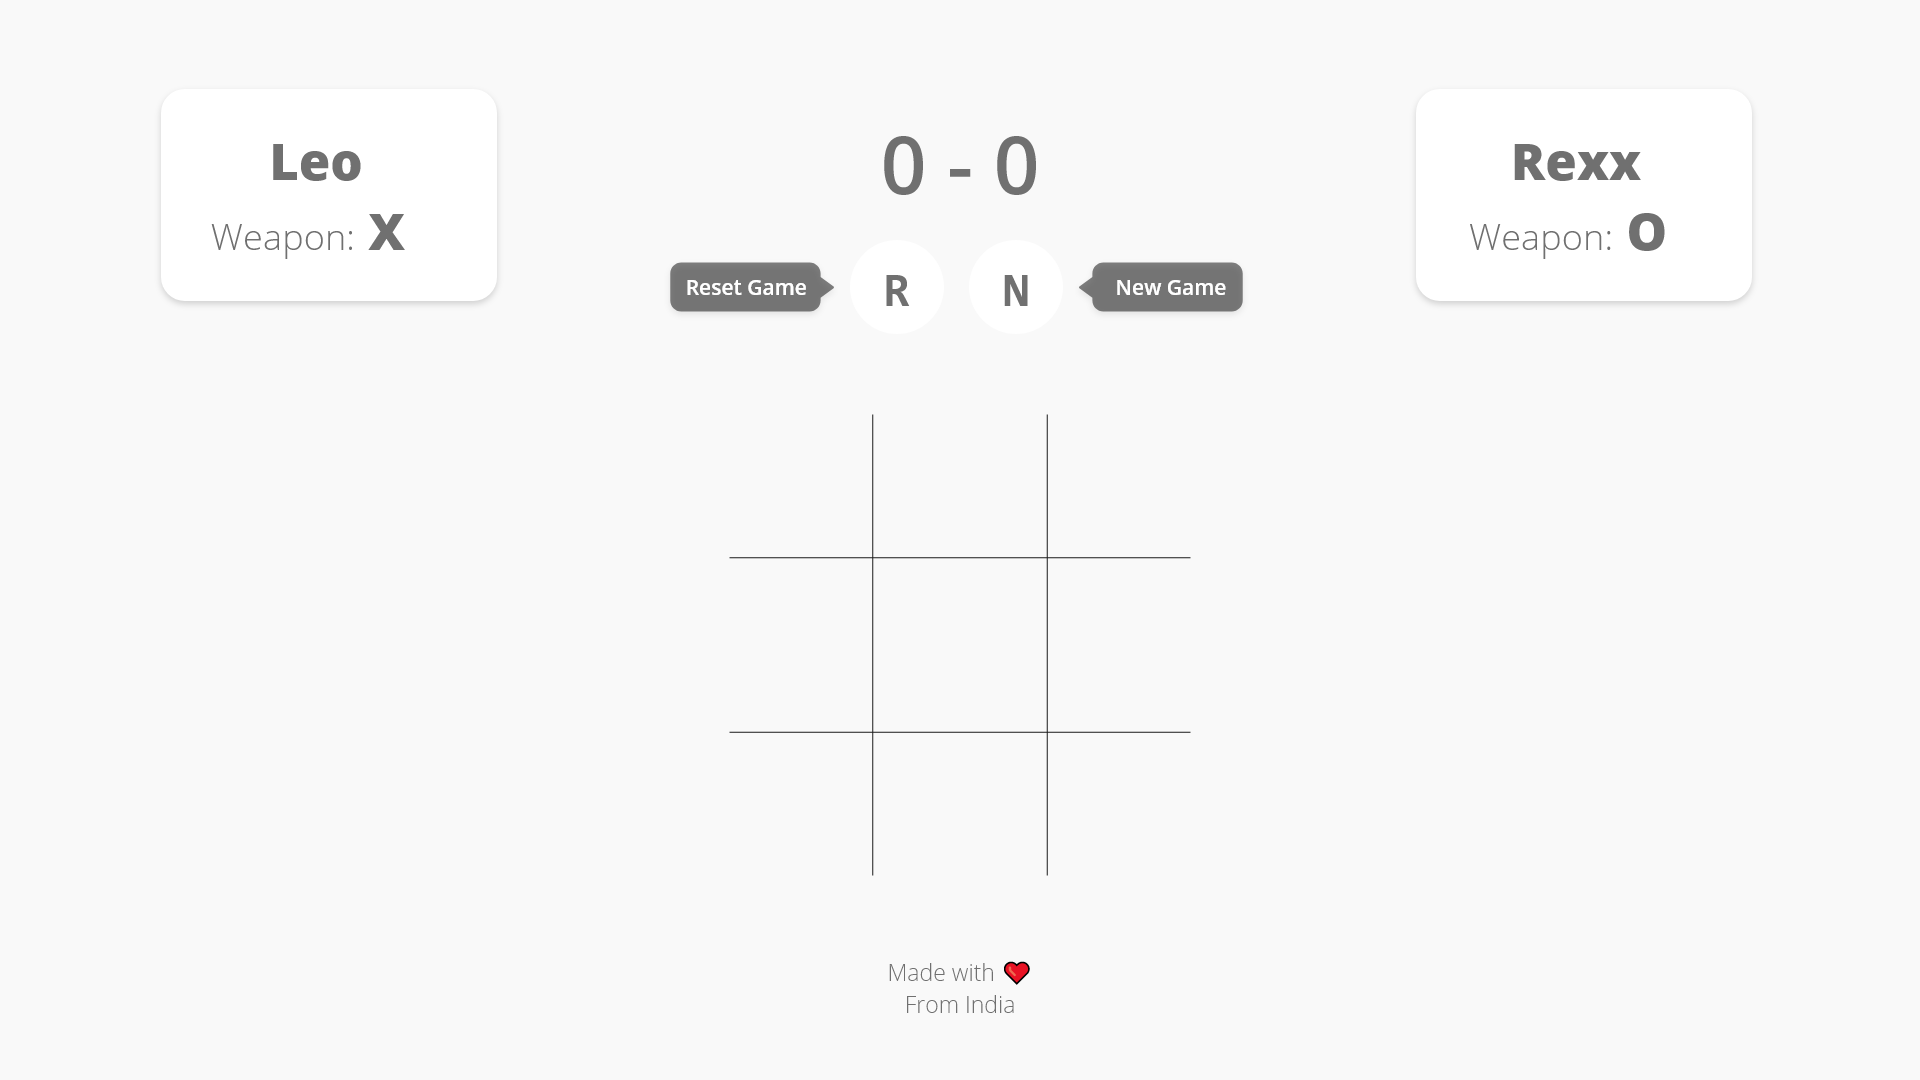 Leo
Weapon: X
0 - 0
Reset Game
R
N
New Game
Rexx
Weapon: O
Made with ❤
From India